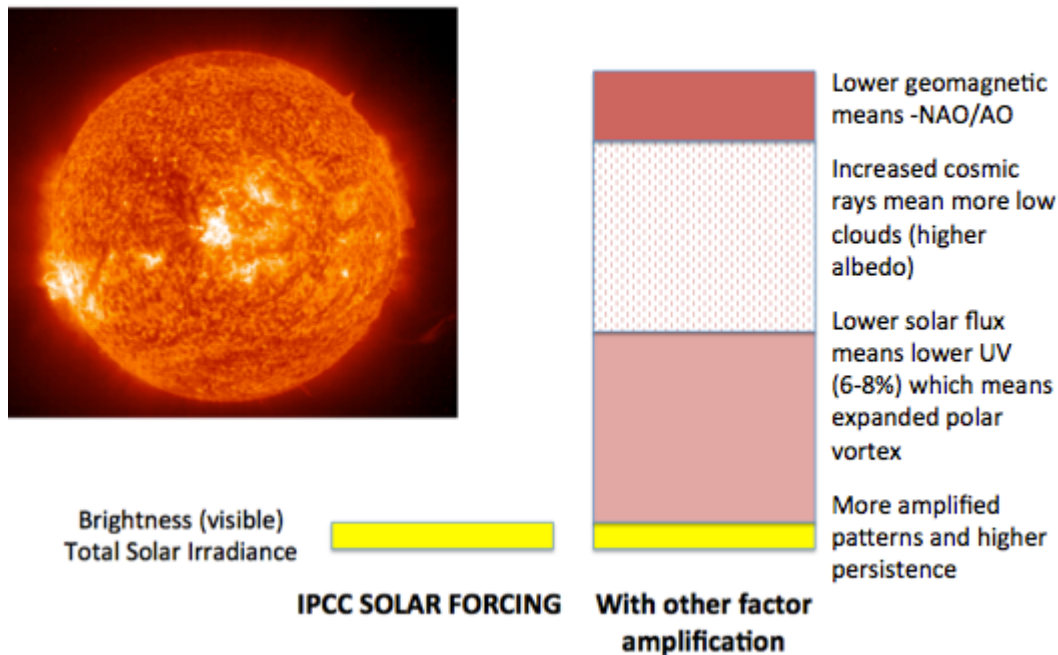 Lower geomagnetic
means -NAO/AO
Increased cosmic
rays mean more low
clouds (higher
albedo)
Lower solar flux
means lower UV
(6-8%) which means
expanded polar
vortex
More amplified
patterns and higher
persistence
Brightness (visible)
Total Solar Irradiance
IPCC SOLAR FORCING
With other factor
amplification